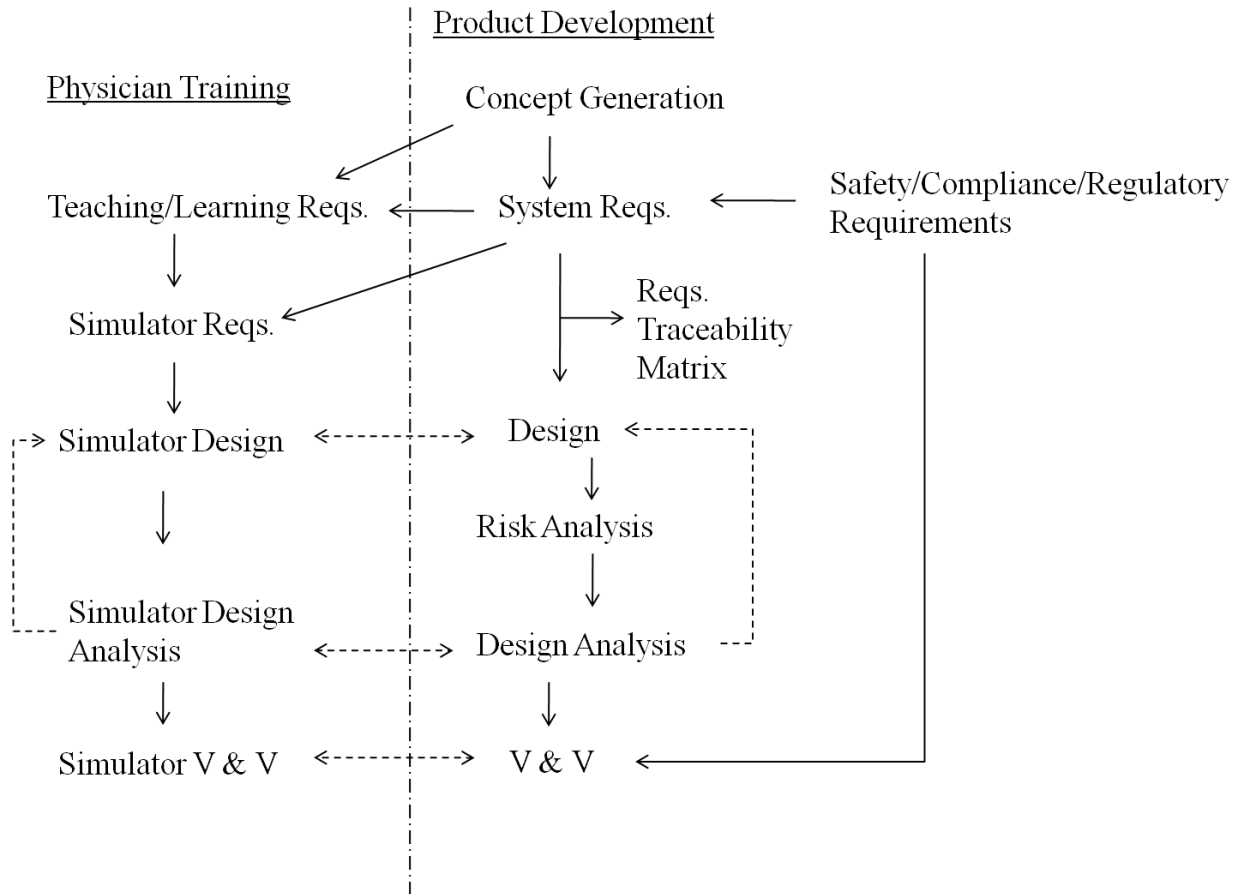 Product Development
Physician Training
Concept Generation
Teaching/Learning Reqs.
System Reqs.
Safety/Compliance/Regulatory
Requirements
Simulator Reqs.
Reqs.
Traceability
Matrix
Simulator Design
Design
Risk Analysis
Simulator Design
Analysis
Design Analysis
Simulator V & V
V & V